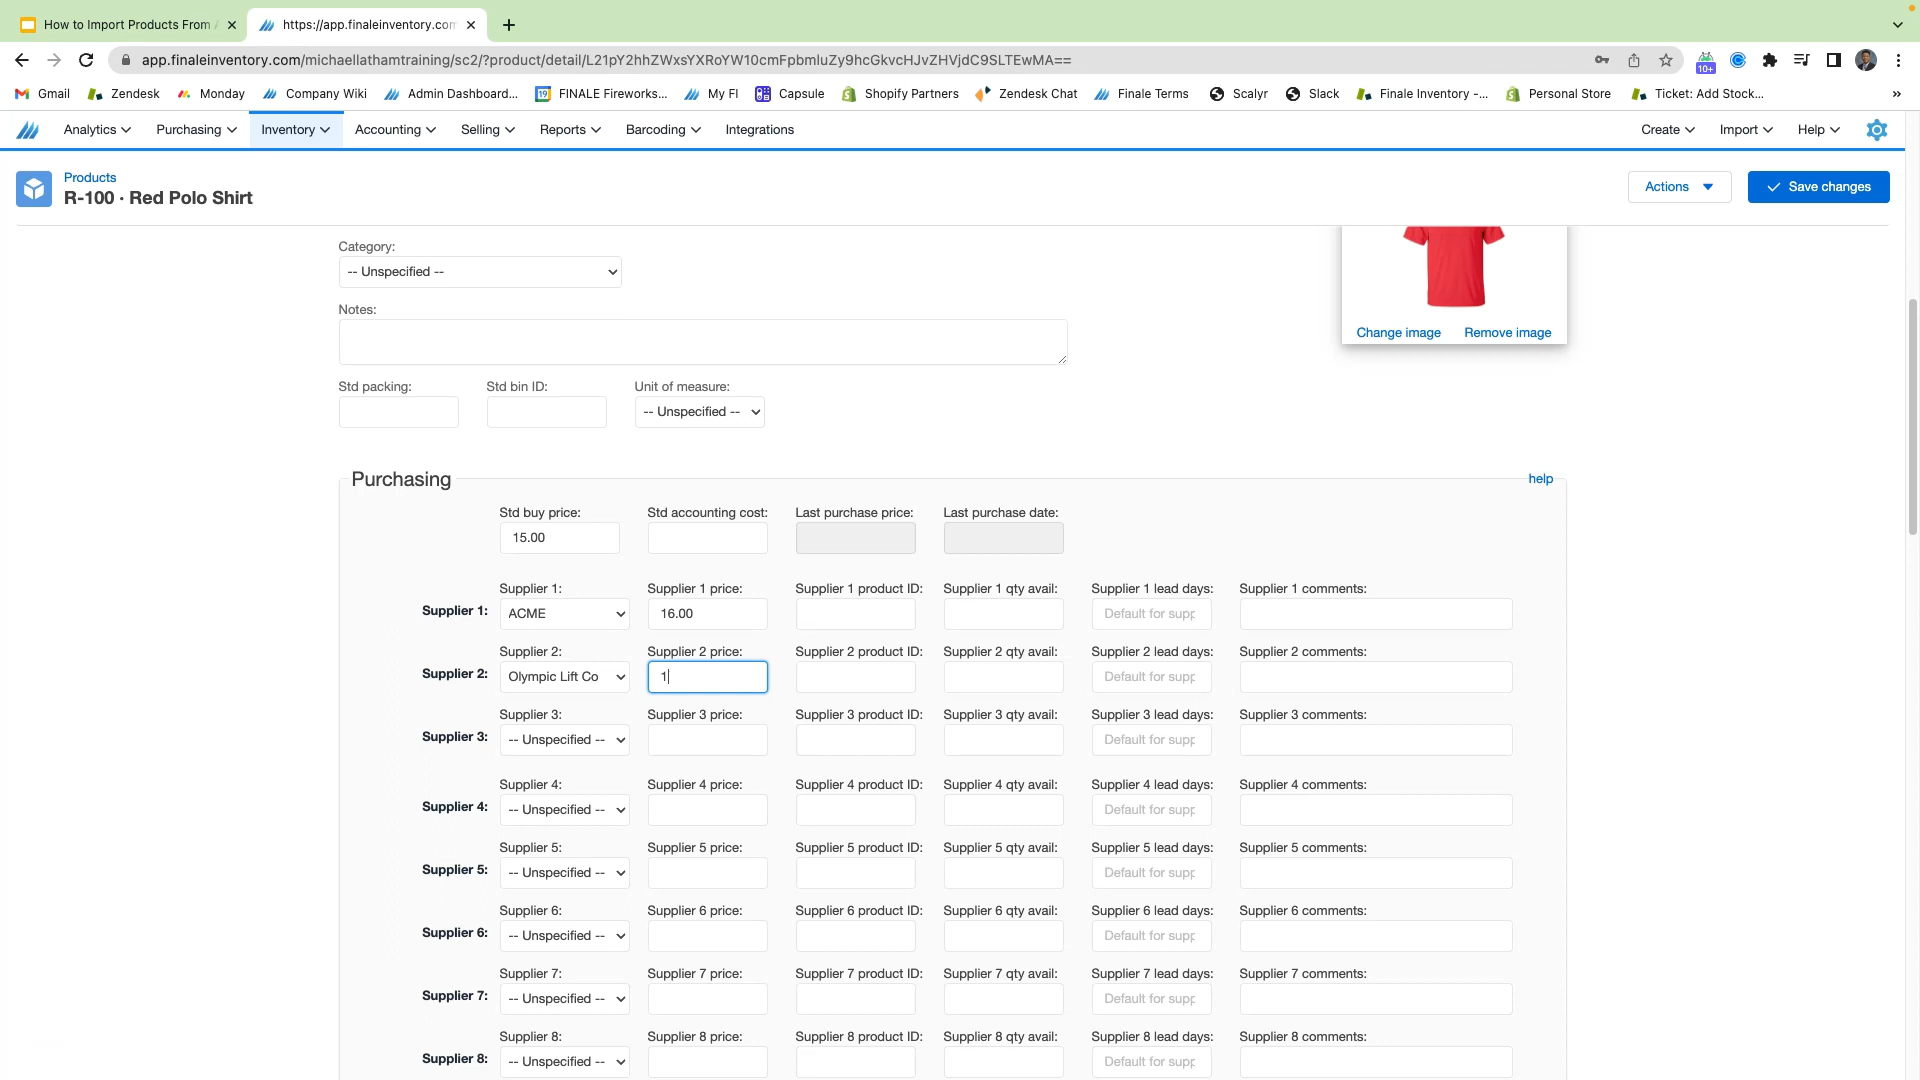 How to Import Products From A
https://app.finaleinventory.com
app.finaleinventory.com/michaellathamtraining/sc2/?product/detail/L21pY2hhZWxsYXRoYW10cmFpbmluZy9hcGkvcHJvZHVjdC9SLTEwMA==
10+
Gmail Zendesk Monday Company Wiki Admin Dashboard... 19 FINALE Fireworks... My FI Capsule Shopify Partners Zendesk Chat Finale Terms Scalyr Slack Finale Inventory -... Personal Store Ticket: Add Stock... »
Analytics Purchasing Inventory Accounting Selling Reports Barcoding Integrations Create Import Help
Products
R-100 · Red Polo Shirt
Actions Save changes
Category:
-- Unspecified --
Notes:
Change image Remove image
Std packing: Std bin ID: Unit of measure:
-- Unspecified --
Purchasing help
Std buy price: Std accounting cost: Last purchase price: Last purchase date:
15.00
Supplier 1: Supplier 1 price: Supplier 1 product ID: Supplier 1 qty avail: Supplier 1 lead days: Supplier 1 comments:
Supplier 1: ACME 16.00 Default for supp
Supplier 2: Supplier 2 price: Supplier 2 product ID: Supplier 2 qty avail: Supplier 2 lead days: Supplier 2 comments:
Supplier 2: Olympic Lift Co 1 Default for supp
Supplier 3: Supplier 3 price: Supplier 3 product ID: Supplier 3 qty avail: Supplier 3 lead days: Supplier 3 comments:
Supplier 3: -- Unspecified -- Default for supp
Supplier 4: Supplier 4 price: Supplier 4 product ID: Supplier 4 qty avail: Supplier 4 lead days: Supplier 4 comments:
Supplier 4: -- Unspecified -- Default for supp
Supplier 5: Supplier 5 price: Supplier 5 product ID: Supplier 5 qty avail: Supplier 5 lead days: Supplier 5 comments:
Supplier 5: -- Unspecified -- Default for supp
Supplier 6: Supplier 6 price: Supplier 6 product ID: Supplier 6 qty avail: Supplier 6 lead days: Supplier 6 comments:
Supplier 6: -- Unspecified -- Default for supp
Supplier 7: Supplier 7 price: Supplier 7 product ID: Supplier 7 qty avail: Supplier 7 lead days: Supplier 7 comments:
Supplier 7: -- Unspecified -- Default for supp
Supplier 8: Supplier 8 price: Supplier 8 product ID: Supplier 8 qty avail: Supplier 8 lead days: Supplier 8 comments:
Supplier 8: -- Unspecified -- Default for supp